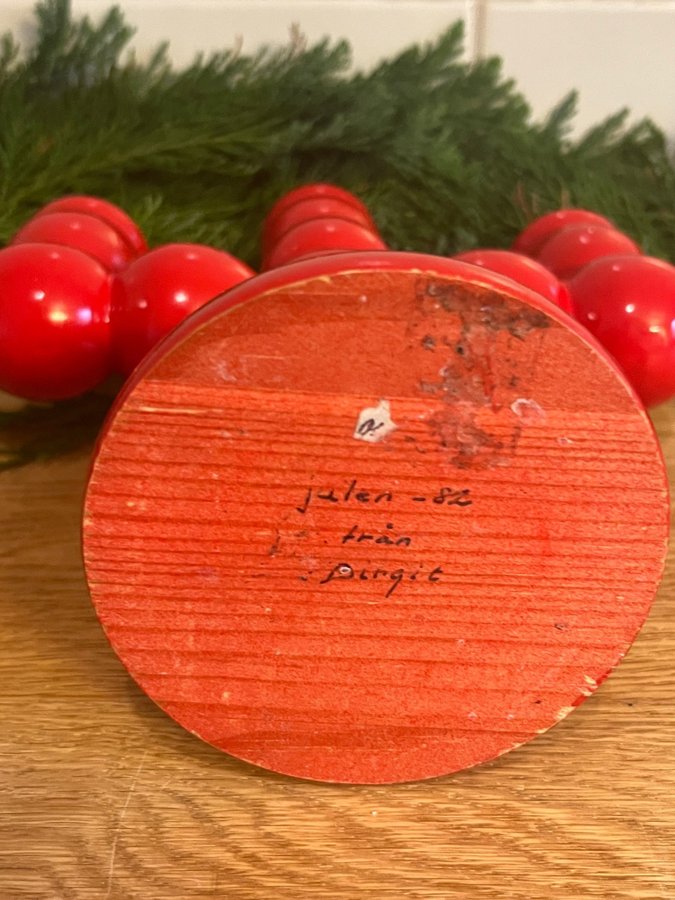 julen - 82
från
Birgit